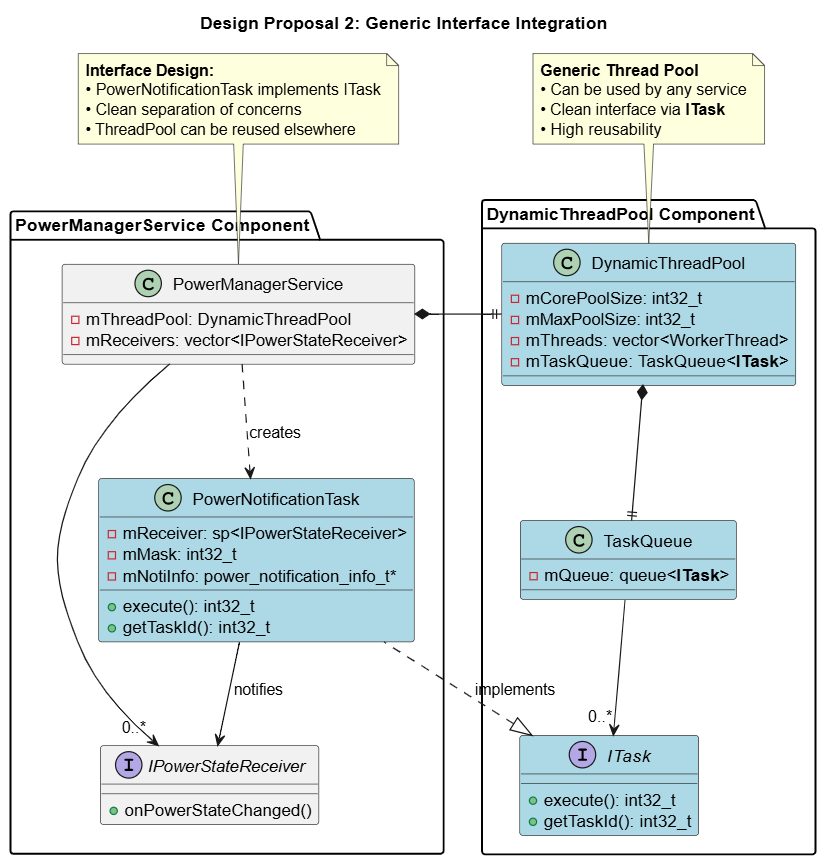 Design Proposal 2: Generic Interface Integration
Interface Design:
• PowerNotificationTask implements ITask
• Clean separation of concerns
• ThreadPool can be reused elsewhere
Generic Thread Pool
• Can be used by any service
• Clean interface via ITask
• High reusability
PowerManagerService Component
C PowerManagerService
mThreadPool: DynamicThreadPool
mReceivers: vector<IPowerStateReceiver>
creates
C PowerNotificationTask
mReceiver: sp<IPowerStateReceiver>
mMask: int32_t
mNotiInfo: power_notification_info_t*
execute(): int32_t
getTaskId(): int32_t
notifies
0..*
I IPowerStateReceiver
onPowerStateChanged()
DynamicThreadPool Component
C DynamicThreadPool
mCorePoolSize: int32_t
mMaxPoolSize: int32_t
mThreads: vector<WorkerThread>
mTaskQueue: TaskQueue<ITask>
C TaskQueue
mQueue: queue<ITask>
implements
0..*
I ITask
execute(): int32_t
getTaskId(): int32_t